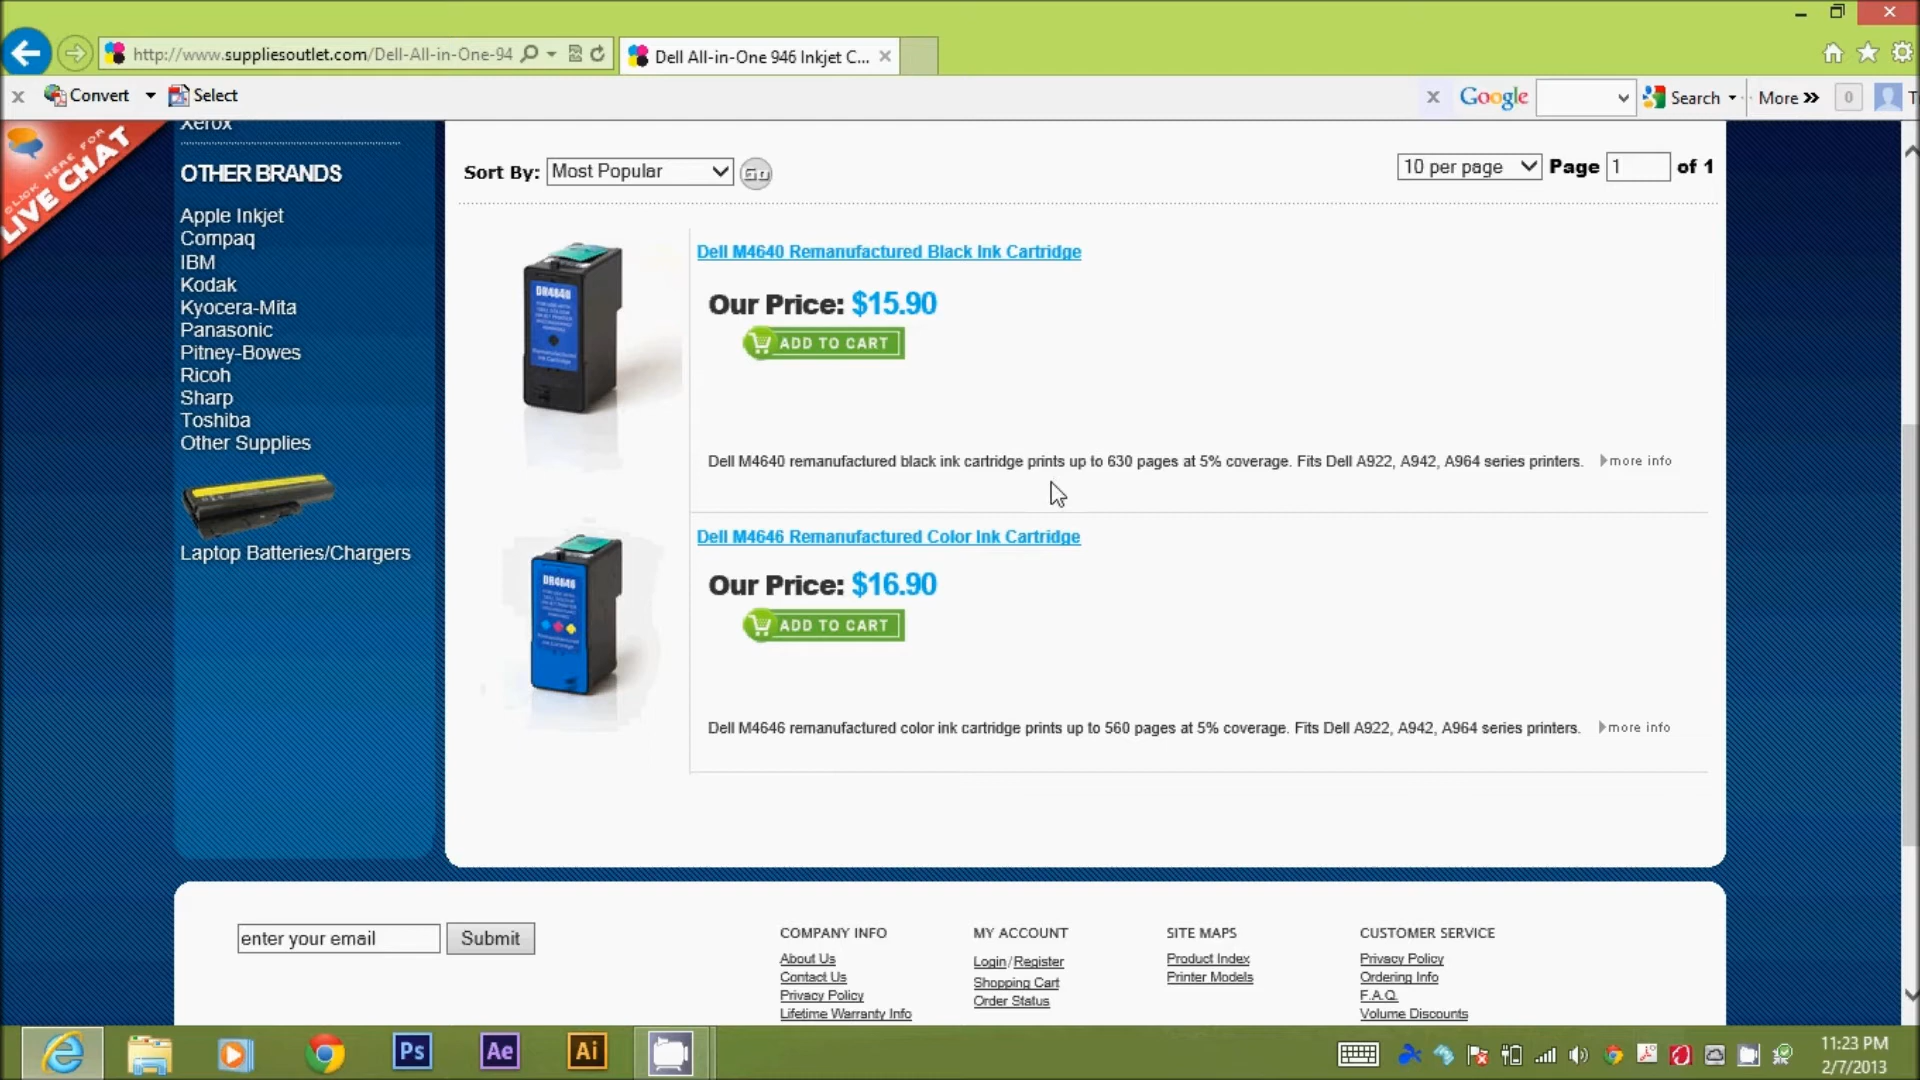 http://www.suppliesoutlet.com/Dell-All-in-One-94
Dell All-in-One 946 Inkjet C...
Convert
Select
Google
Search
More
0
T
CLICK HERE FOR
LIVE CHAT
Xerox
OTHER BRANDS
Apple Inkjet
Compaq
IBM
Kodak
Kyocera-Mita
Panasonic
Pitney-Bowes
Ricoh
Sharp
Toshiba
Other Supplies
Laptop Batteries/Chargers
Sort By: Most Popular GO
10 per page Page 1 of 1
DR4640
Dell M4640 Remanufactured Black Ink Cartridge
Our Price: $15.90
ADD TO CART
Dell M4640 remanufactured black ink cartridge prints up to 630 pages at 5% coverage. Fits Dell A922, A942, A964 series printers. more info
DR4646
Dell M4646 Remanufactured Color Ink Cartridge
Our Price: $16.90
ADD TO CART
Dell M4646 remanufactured color ink cartridge prints up to 560 pages at 5% coverage. Fits Dell A922, A942, A964 series printers. more info
enter your email
Submit
COMPANY INFO
About Us
Contact Us
Privacy Policy
Lifetime Warranty Info
MY ACCOUNT
Login/Register
Shopping Cart
Order Status
SITE MAPS
Product Index
Printer Models
CUSTOMER SERVICE
Privacy Policy
Ordering Info
F.A.Q.
Volume Discounts
Ps
Ae
Ai
11:23 PM
2/7/2013